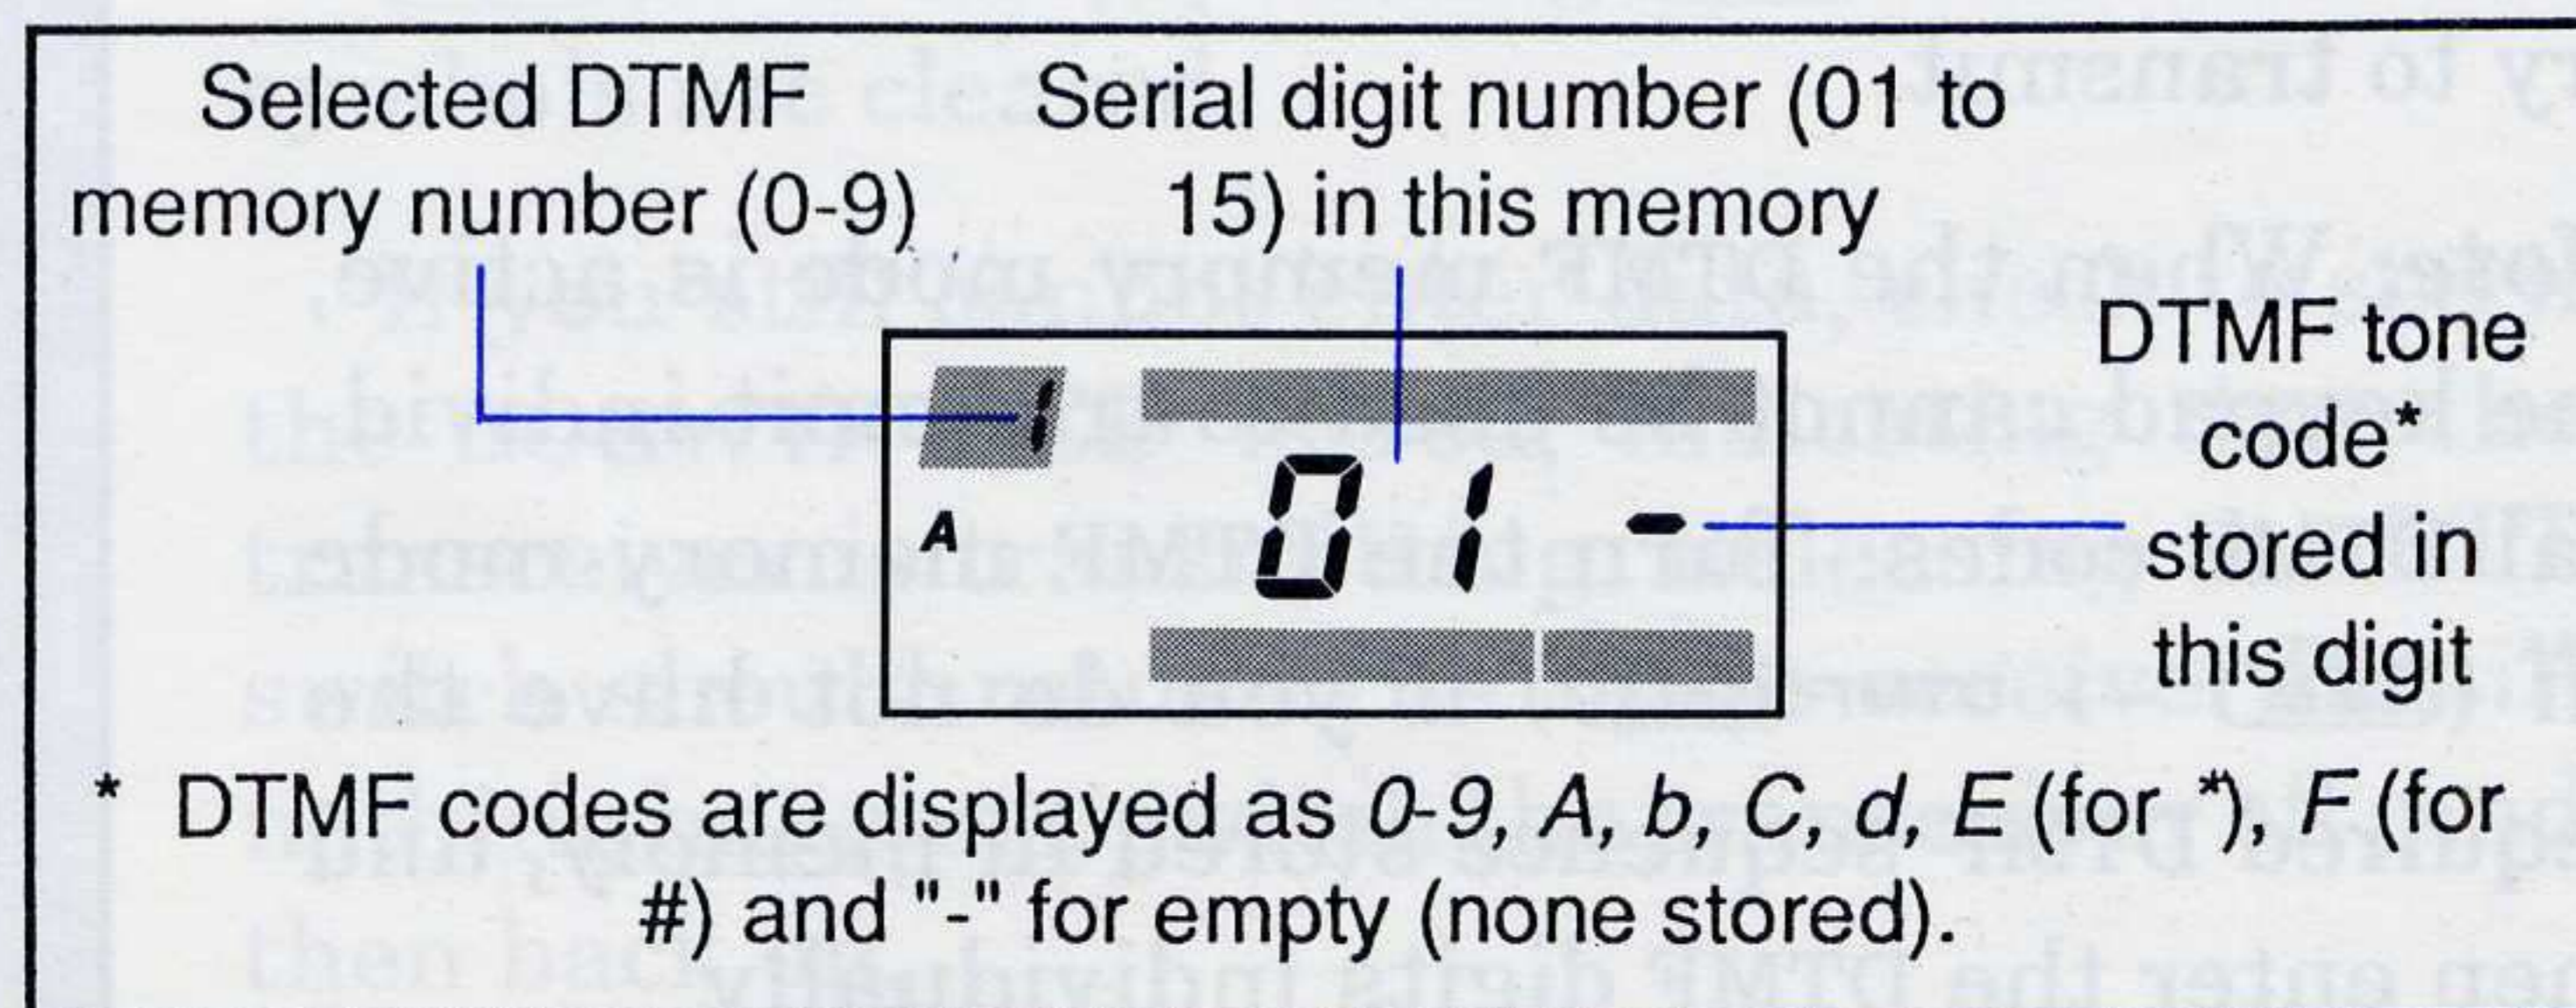 Selected DTMF
memory number (0-9)
Serial digit number (01 to
15) in this memory
1
A
01 -
DTMF tone
code*
stored in
this digit
* DTMF codes are displayed as 0-9, A, b, C, d, E (for *), F (for
#) and "-" for empty (none stored).